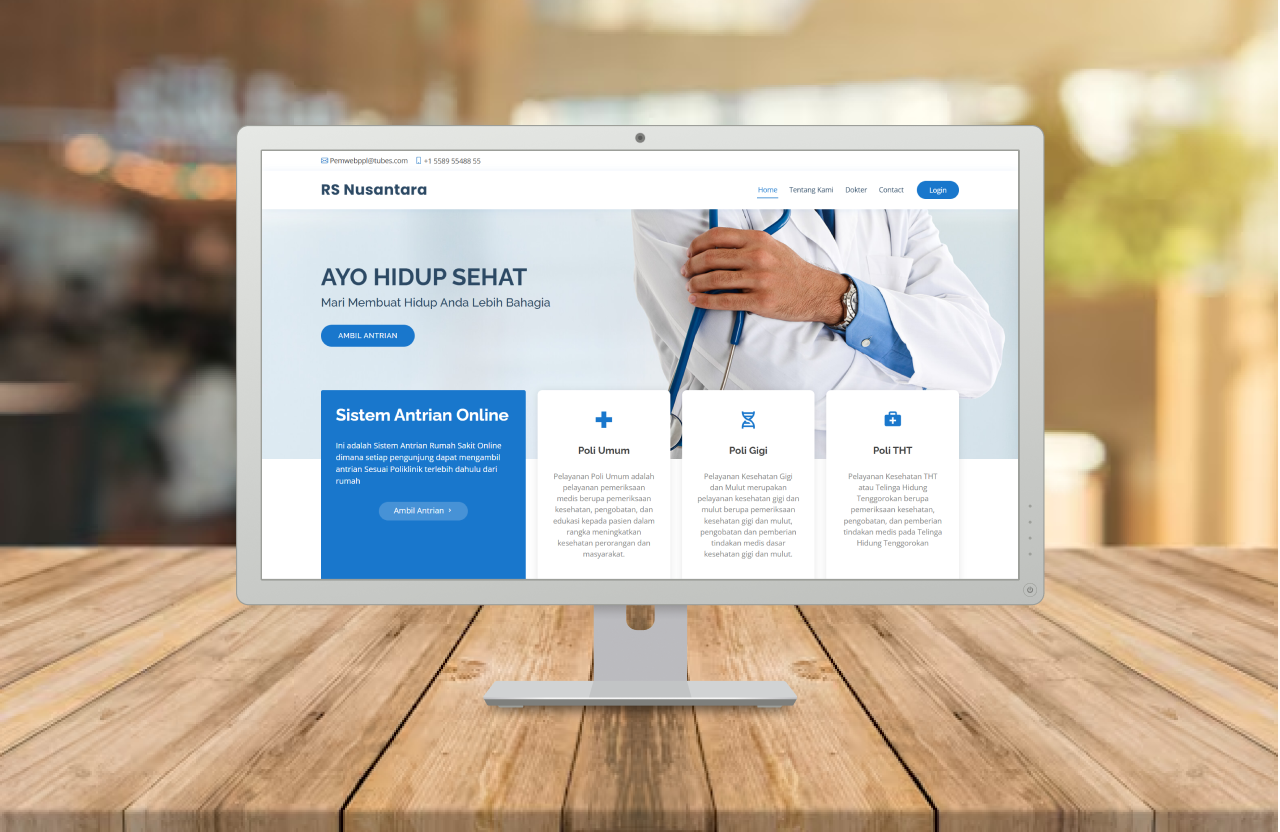 Pemwebppl@tubes.com +1 5589 55488 55
RS Nusantara
Home Tentang Kami Dokter Contact Login
AYO HIDUP SEHAT
Mari Membuat Hidup Anda Lebih Bahagia
AMBIL ANTRIAN
Sistem Antrian Online
Ini adalah Sistem Antrian Rumah Sakit Online
dimana setiap pengunjung dapat mengambil
antrian Sesuai Poliklinik terlebih dahulu dari
rumah
Ambil Antrian
Poli Umum
Pelayanan Poli Umum adalah
pelayanan pemeriksaan
medis berupa pemeriksaan
kesehatan, pengobatan, dan
edukasi kepada pasien dalam
rangka meningkatkan
kesehatan perorangan dan
masyarakat.
Poli Gigi
Pelayanan Kesehatan Gigi
dan Mulut merupakan
pelayanan kesehatan gigi dan
mulut berupa pemeriksaan
kesehatan gigi dan mulut,
pengobatan dan pemberian
tindakan medis dasar
kesehatan gigi dan mulut.
Poli THT
Pelayanan Kesehatan THT
atau Telinga Hidung
Tenggorokan berupa
pemeriksaan kesehatan,
pengobatan, dan pemberian
tindakan medis pada Telinga
Hidung Tenggorokan